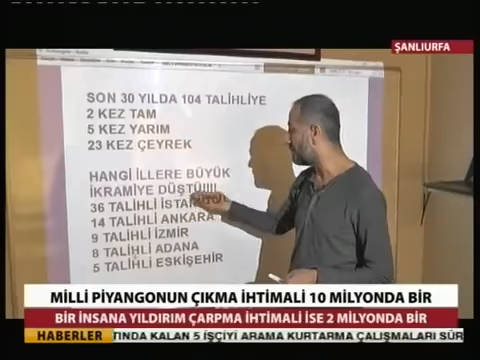 ŞANLIURFA
SON 30 YILDA 104 TALİHLİYE
2 KEZ TAM
5 KEZ YARIM
23 KEZ ÇEYREK
HANGİ İLLERE BÜYÜK
İKRAMİYE DÜŞTÜ!!!!
36 TALİHLİ
14 TALİHLİ ANKARA
9 TALİHLİ İZMİR
8 TALİHLİ ADANA
5 TALİHLİ ESKİŞEHİR
MİLLİ PİYANGONUN ÇIKMA İHTİMALİ 10 MİLYONDA BİR
BİR İNSANA YILDIRIM ÇARPMA İHTİMALİ İSE 2 MİLYONDA BİR
HABERLER TINDA KALAN 5 İŞÇİYİ ARAMA KURTARMA ÇALIŞMALARI SÜR